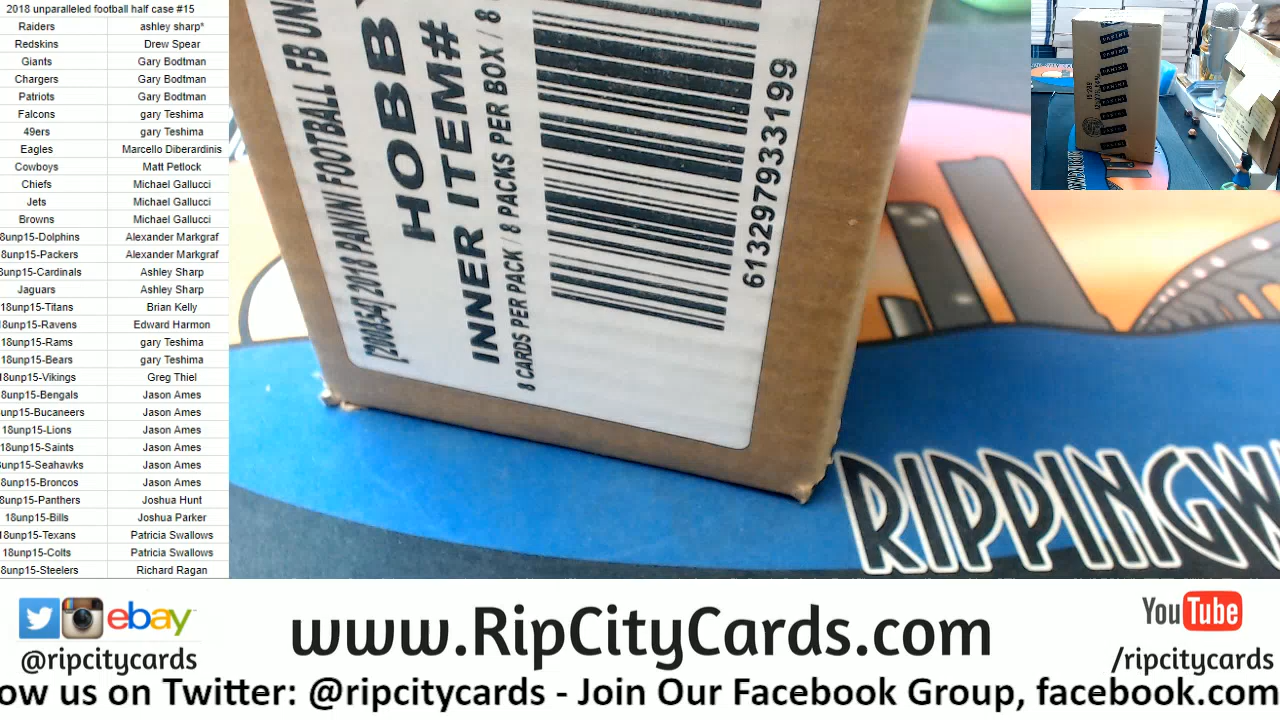 2018 unparalleled football half case #15
Raiders ashley sharp*
Redskins Drew Spear
Giants Gary Bodtman
Chargers Gary Bodtman
Patriots Gary Bodtman
Falcons gary Teshima
49ers gary Teshima
Eagles Marcello Diberardinis
Cowboys Matt Petlock
Chiefs Michael Gallucci
Jets Michael Gallucci
Browns Michael Gallucci
8unp15-Dolphins Alexander Markgraf
8unp15-Packers Alexander Markgraf
8unp15-Cardinals Ashley Sharp
Jaguars Ashley Sharp
18unp15-Titans Brian Kelly
18unp15-Ravens Edward Harmon
18unp15-Rams gary Teshima
18unp15-Bears gary Teshima
18unp15-Vikings Greg Thiel
8unp15-Bengals Jason Ames
unp15-Bucaneers Jason Ames
18unp15-Lions Jason Ames
18unp15-Saints Jason Ames
8unp15-Seahawks Jason Ames
8unp15-Broncos Jason Ames
8unp15-Panthers Joshua Hunt
18unp15-Bills Joshua Parker
18unp15-Texans Patricia Swallows
18unp15-Colts Patricia Swallows
8unp15-Steelers Richard Ragan
[200854] 2018 PANINI FOOTBALL FB UN
HOBBY
INNER ITEM#
8 CARDS PER PACK / 8 PACKS PER BOX / 8
613297933199
PANINI
RIPPINGW
ebay
@ripcitycards
www.RipCityCards.com
YouTube
/ripcitycards
ow us on Twitter: @ripcitycards - Join Our Facebook Group, facebook.com